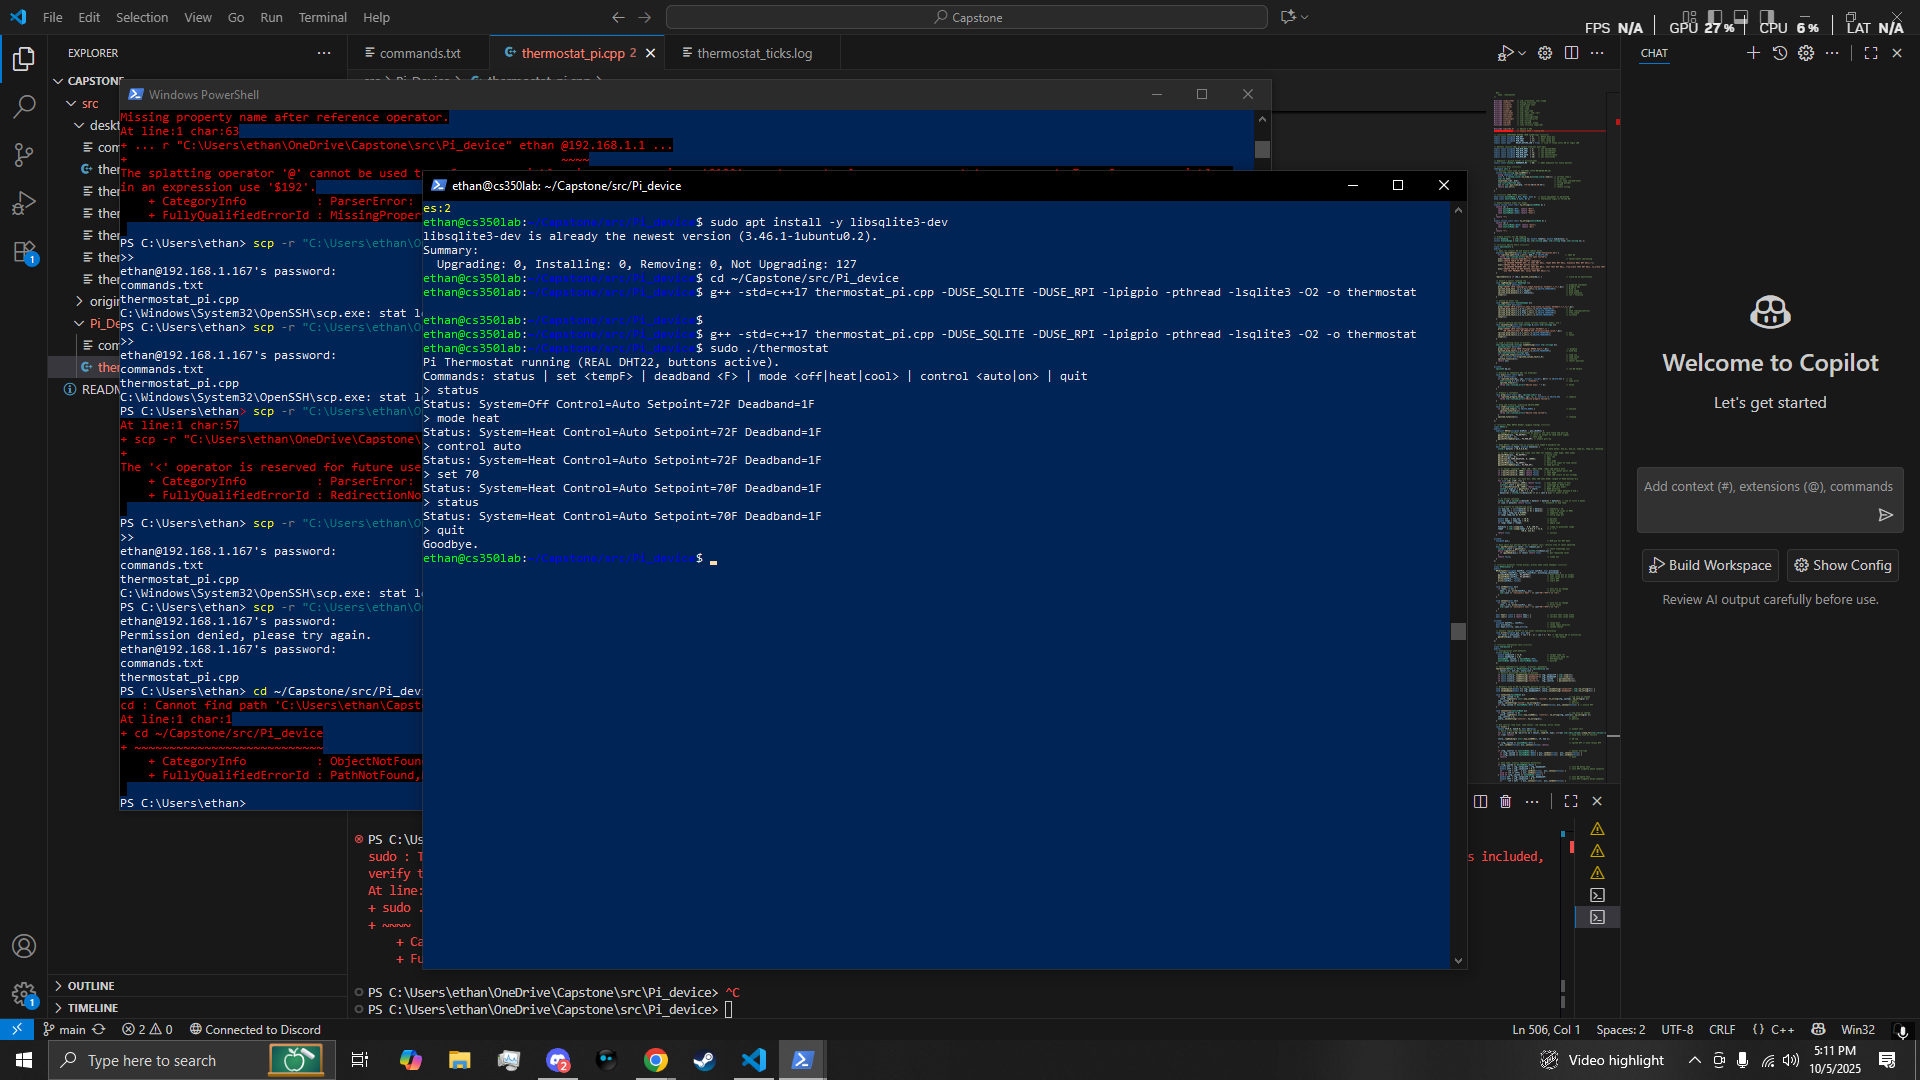 File Edit Selection View Go Run Terminal Help
Capstone
FPS N/A GPU 27 % CPU 6 % LAT N/A
EXPLORER
commands.txt
thermostat_pi.cpp 2
thermostat_ticks.log
CHAT
CAPSTONE
src
Windows PowerShell
Missing property name after reference operator.
At line:1 char:63
+ ... r "C:\Users\ethan\OneDrive\Capstone\src\Pi_device" ethan @192.168.1.1 ...
+ ~~~~
The splatting operator '@' cannot be used
in an expression use '$192'.
+ CategoryInfo : ParserError:
+ FullyQualifiedErrorId : MissingProper
PS C:\Users\ethan> scp -r "C:\Users\ethan\O
>>
ethan@192.168.1.167's password:
commands.txt
thermostat_pi.cpp
C:\Windows\System32\OpenSSH\scp.exe: stat l
PS C:\Users\ethan> scp -r "C:\Users\ethan\O
>>
ethan@192.168.1.167's password:
commands.txt
thermostat_pi.cpp
C:\Windows\System32\OpenSSH\scp.exe: stat l
PS C:\Users\ethan> scp -r "C:\Users\ethan\O
At line:1 char:57
+ scp -r "C:\Users\ethan\OneDrive\Capstone\
+
The '<' operator is reserved for future use
+ CategoryInfo : ParserError:
+ FullyQualifiedErrorId : RedirectionNo
PS C:\Users\ethan> scp -r "C:\Users\ethan\O
>>
ethan@192.168.1.167's password:
commands.txt
thermostat_pi.cpp
C:\Windows\System32\OpenSSH\scp.exe: stat l
PS C:\Users\ethan> scp -r "C:\Users\ethan\O
ethan@192.168.1.167's password:
Permission denied, please try again.
ethan@192.168.1.167's password:
commands.txt
thermostat_pi.cpp
PS C:\Users\ethan> cd ~/Capstone/src/Pi_dev
cd : Cannot find path 'C:\Users\ethan\Capst
At line:1 char:1
+ cd ~/Capstone/src/Pi_device
+ ~~~~~~~~~~~~~~~~~~~~~~~~~~~
+ CategoryInfo : ObjectNotFoun
+ FullyQualifiedErrorId : PathNotFound,
PS C:\Users\ethan>
ethan@cs350lab: ~/Capstone/src/Pi_device
es:2
ethan@cs350lab:~/Capstone/src/Pi_device$ sudo apt install -y libsqlite3-dev
libsqlite3-dev is already the newest version (3.46.1-1ubuntu0.2).
Summary:
Upgrading: 0, Installing: 0, Removing: 0, Not Upgrading: 127
ethan@cs350lab:~/Capstone/src/Pi_device$ cd ~/Capstone/src/Pi_device
ethan@cs350lab:~/Capstone/src/Pi_device$ g++ -std=c++17 thermostat_pi.cpp -DUSE_SQLITE -DUSE_RPI -lpigpio -pthread -lsqlite3 -O2 -o thermostat
ethan@cs350lab:~/Capstone/src/Pi_device$
ethan@cs350lab:~/Capstone/src/Pi_device$ g++ -std=c++17 thermostat_pi.cpp -DUSE_SQLITE -DUSE_RPI -lpigpio -pthread -lsqlite3 -O2 -o thermostat
ethan@cs350lab:~/Capstone/src/Pi_device$ sudo ./thermostat
Pi Thermostat running (REAL DHT22, buttons active).
Commands: status | set <tempF> | deadband <F> | mode <off|heat|cool> | control <auto|on> | quit
> status
Status: System=Off Control=Auto Setpoint=72F Deadband=1F
> mode heat
Status: System=Heat Control=Auto Setpoint=72F Deadband=1F
> control auto
Status: System=Heat Control=Auto Setpoint=72F Deadband=1F
> set 70
Status: System=Heat Control=Auto Setpoint=70F Deadband=1F
> status
Status: System=Heat Control=Auto Setpoint=70F Deadband=1F
> quit
Goodbye.
ethan@cs350lab:~/Capstone/src/Pi_device$
Welcome to Copilot
Let's get started
Add context (#), extensions (@), commands
Build Workspace
Show Config
Review AI output carefully before use.
PS C:\Us
sudo : T
s included,
verify t
At line:
+ sudo .
+ ~~~~
+ Ca
+ Fu
PS C:\Users\ethan\OneDrive\Capstone\src\Pi_device> ^C
PS C:\Users\ethan\OneDrive\Capstone\src\Pi_device>
OUTLINE
TIMELINE
main
2 0
Connected to Discord
Ln 506, Col 1 Spaces: 2 UTF-8 CRLF {} C++ Win32
Type here to search
Video highlight
5:11 PM
10/5/2025